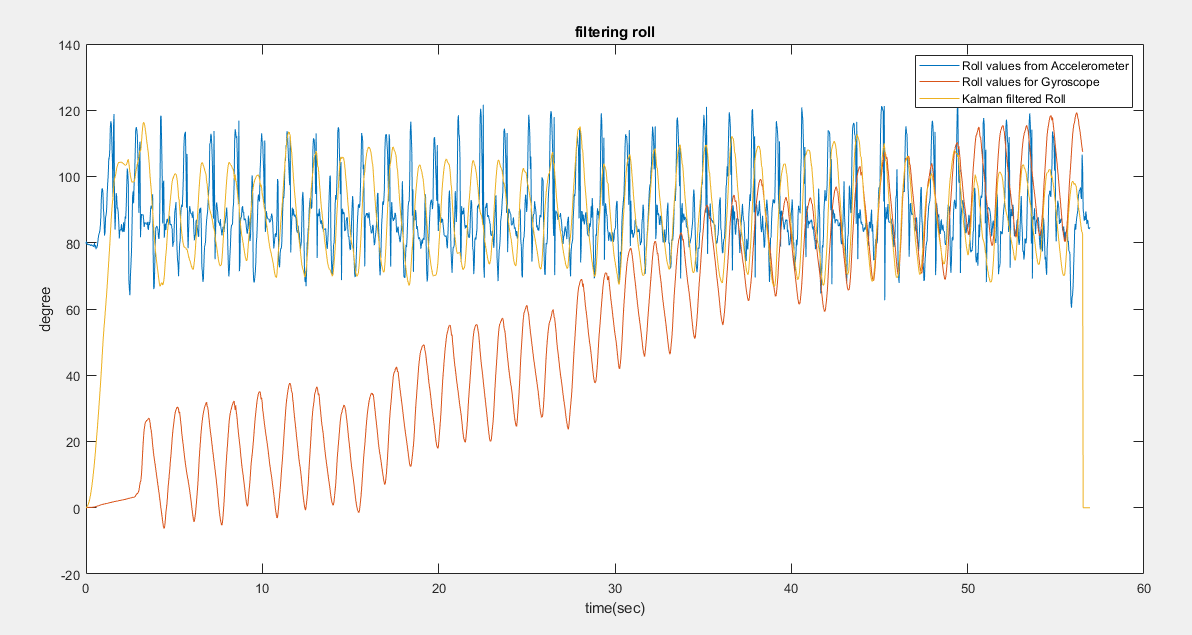 filtering roll
Roll values from Accelerometer
Roll values for Gyroscope
Kalman filtered Roll
140
120
100
80
60
40
20
0
-20
degree
0 10 20 30 40 50 60
time(sec)